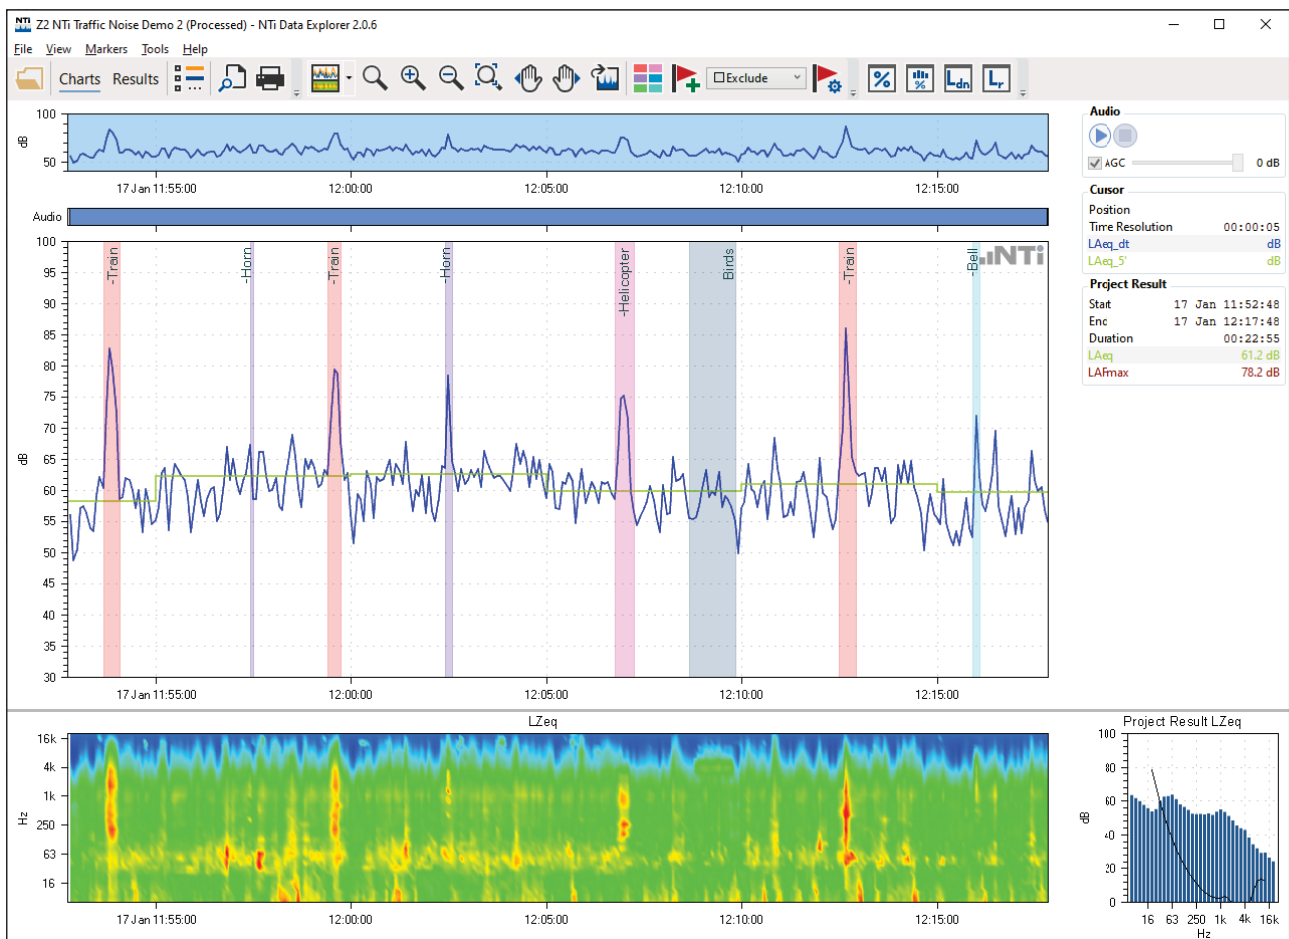 NTi Z2 NTi Traffic Noise Demo 2 (Processed) - NTi Data Explorer 2.0.6
File View Markers Tools Help
Charts Results Exclude % % Ldn Lr
100
dB
50
17 Jan 11:55:00 12:00:00 12:05:00 12:10:00 12:15:00
Audio
100
95
90
85
80
75
70
65
dB
60
55
50
45
40
35
30
-Train
-Horn
-Train
-Horn
-Helicopter
Birds
-Train
-Bell
NTi
17 Jan 11:55:00 12:00:00 12:05:00 12:10:00 12:15:00
Audio
AGC 0 dB
Cursor
Position
Time Resolution 00:00:05
LAeq_dt dB
LAeq_5' dB
Project Result
Start 17 Jan 11:52:48
End 17 Jan 12:17:48
Duration 00:22:55
LAeq 61.2 dB
LAFmax 78.2 dB
LZeq
16k
4k
1k
Hz
250
63
16
17 Jan 11:55:00 12:00:00 12:05:00 12:10:00 12:15:00
Project Result LZeq
100
80
60
dB
40
20
0
16 63 250 1k 4k 16k
Hz